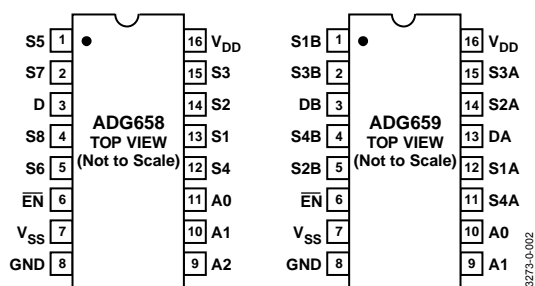 S5 1 16 VDD
S7 2 15 S3
D 3 14 S2
S8 4 13 S1
S6 5 12 S4
EN 6 11 A0
VSS 7 10 A1
GND 8 9 A2
ADG658
TOP VIEW
(Not to Scale)
S1B 1 16 VDD
S3B 2 15 S3A
DB 3 14 S2A
S4B 4 13 DA
S2B 5 12 S1A
EN 6 11 S4A
VSS 7 10 A0
GND 8 9 A1
ADG659
TOP VIEW
(Not to Scale)
3273-0-002